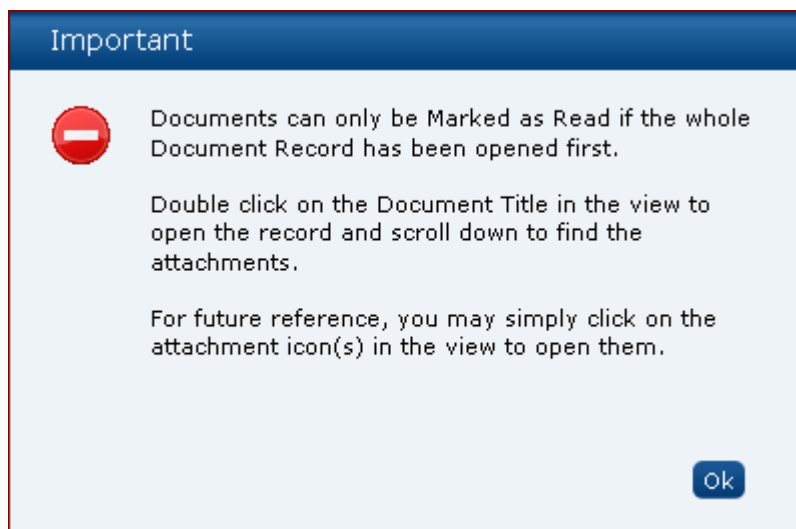 Important
Documents can only be Marked as Read if the whole
Document Record has been opened first.
Double click on the Document Title in the view to
open the record and scroll down to find the
attachments.
For future reference, you may simply click on the
attachment icon(s) in the view to open them.
Ok